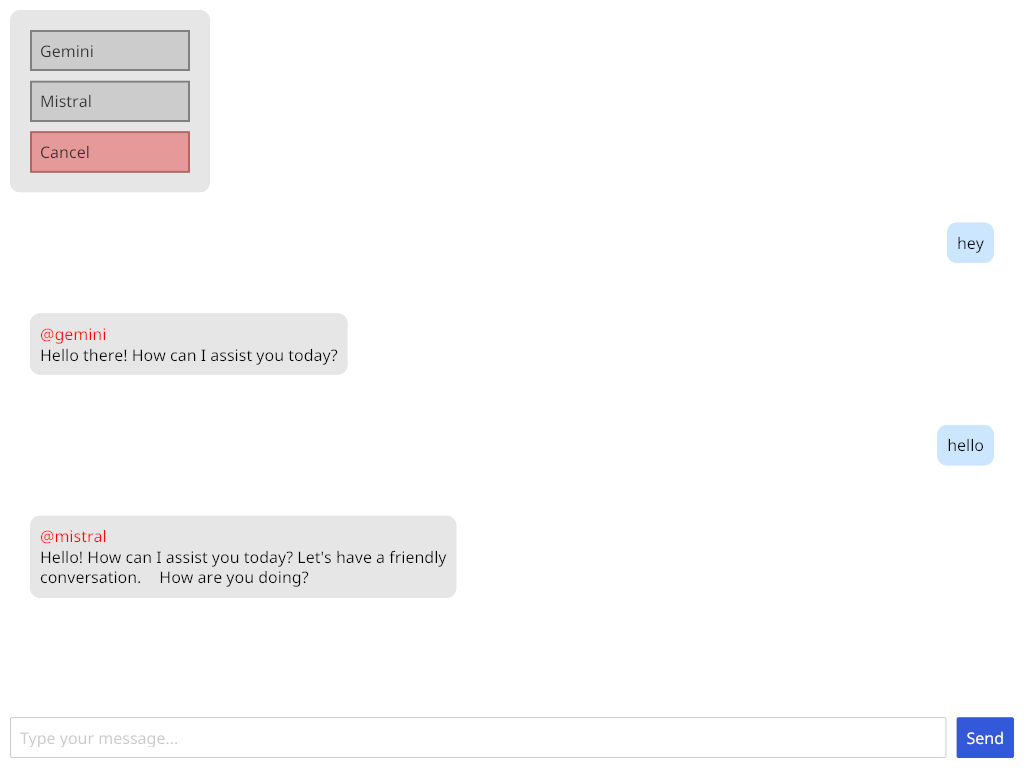 Gemini
Mistral
Cancel
hey
@gemini
Hello there! How can I assist you today?
hello
@mistral
Hello! How can I assist you today? Let's have a friendly
conversation.    How are you doing?
Type your message...
Send